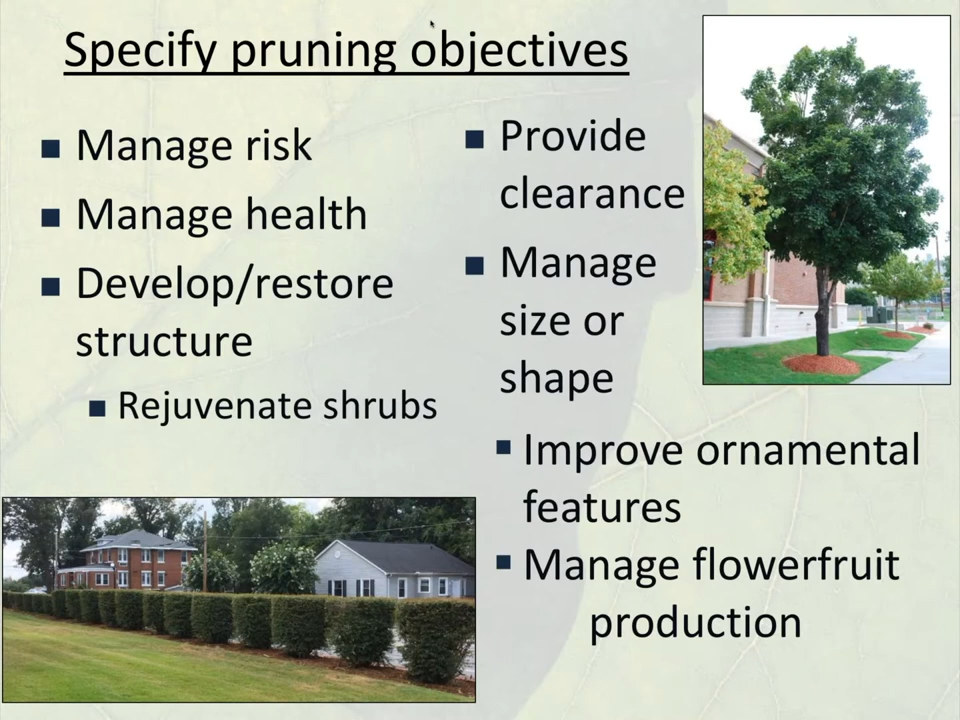 Specify pruning objectives
Manage risk
Manage health
Develop/restore
structure
Rejuvenate shrubs
Provide
clearance
Manage
size or
shape
Improve ornamental
features
Manage flowerfruit
production